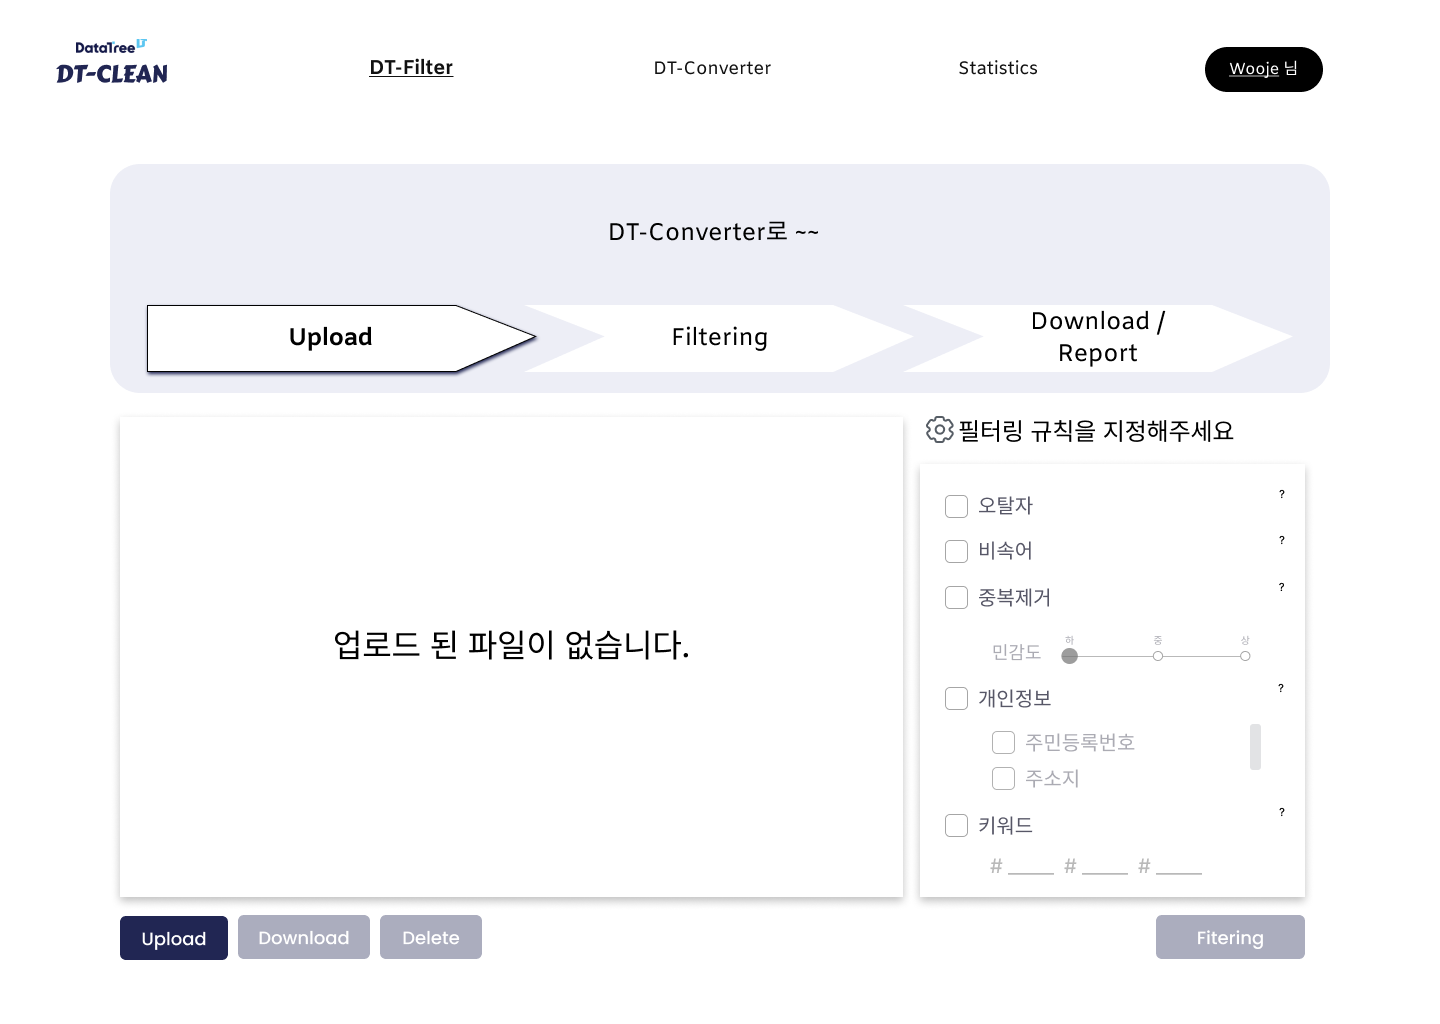 DataTree DT
DT-CLEAN
DT-Filter
DT-Converter
Statistics
Wooje 님
DT-Converter로 ~~
Upload
Filtering
Download /
Report
필터링 규칙을 지정해주세요
업로드 된 파일이 없습니다.
오탈자
?
비속어
?
중복제거
?
하
중
상
민감도
개인정보
?
주민등록번호
주소지
키워드
?
# ____ # ____ # ____
Upload
Download
Delete
Fitering